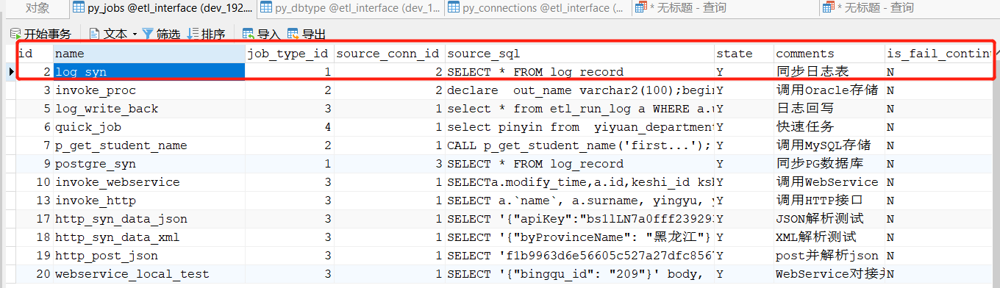 对象 py_jobs @etl_interface (dev_192.... py_dbtype @etl_interface (dev_1... py_connections @etl_interface (... * 无标题 - 查询 * 无标题 - 查询
开始事务 文本 筛选 排序 导入 导出
id name job_type_id source_conn_id source_sql state comments is_fail_continu
2 log_syn 1 2 SELECT * FROM log_record Y 同步日志表 N
3 invoke_proc 2 2 declare out_name varchar2(100);begin Y 调用Oracle存储 N
5 log_write_back 3 1 select * from etl_run_log a WHERE a.u Y 日志回写 N
6 quick_job 4 1 select pinyin from yiyuan_department Y 快速任务 N
7 p_get_student_name 2 1 CALL p_get_student_name('first...'); Y 调用MySQL存储 N
9 postgre_syn 1 3 SELECT * FROM log_record Y 同步PG数据库 N
10 invoke_webservice 3 1 SELECTa.modify_time,a.id,keshi_id ksh Y 调用WebService N
13 invoke_http 3 1 SELECT a.`name`, a.surname, yingyu, y Y 调用HTTP接口 N
17 http_syn_data_json 3 1 SELECT '{"apiKey":"bs1lLN7a0fff239293 Y JSON解析测试 N
18 http_syn_data_xml 3 1 SELECT '{"byProvinceName": "黑龙江"} Y XML解析测试 N
19 http_post_json 3 1 SELECT 'f1b9963d6e56605c527a27dfc8567 Y post并解析json N
20 webservice_local_test 3 1 SELECT '{"bingqu_id": "209"}' body, Y WebService对接并 N